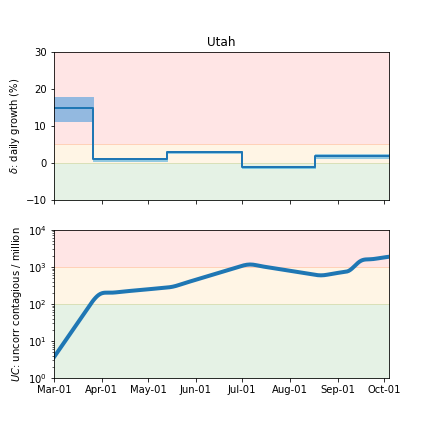 Utah
δ: daily growth (%)
30
20
10
0
−10
UC: uncorr contagious / million
10⁴
10³
10²
10¹
10⁰
Mar-01 Apr-01 May-01 Jun-01 Jul-01 Aug-01 Sep-01 Oct-01